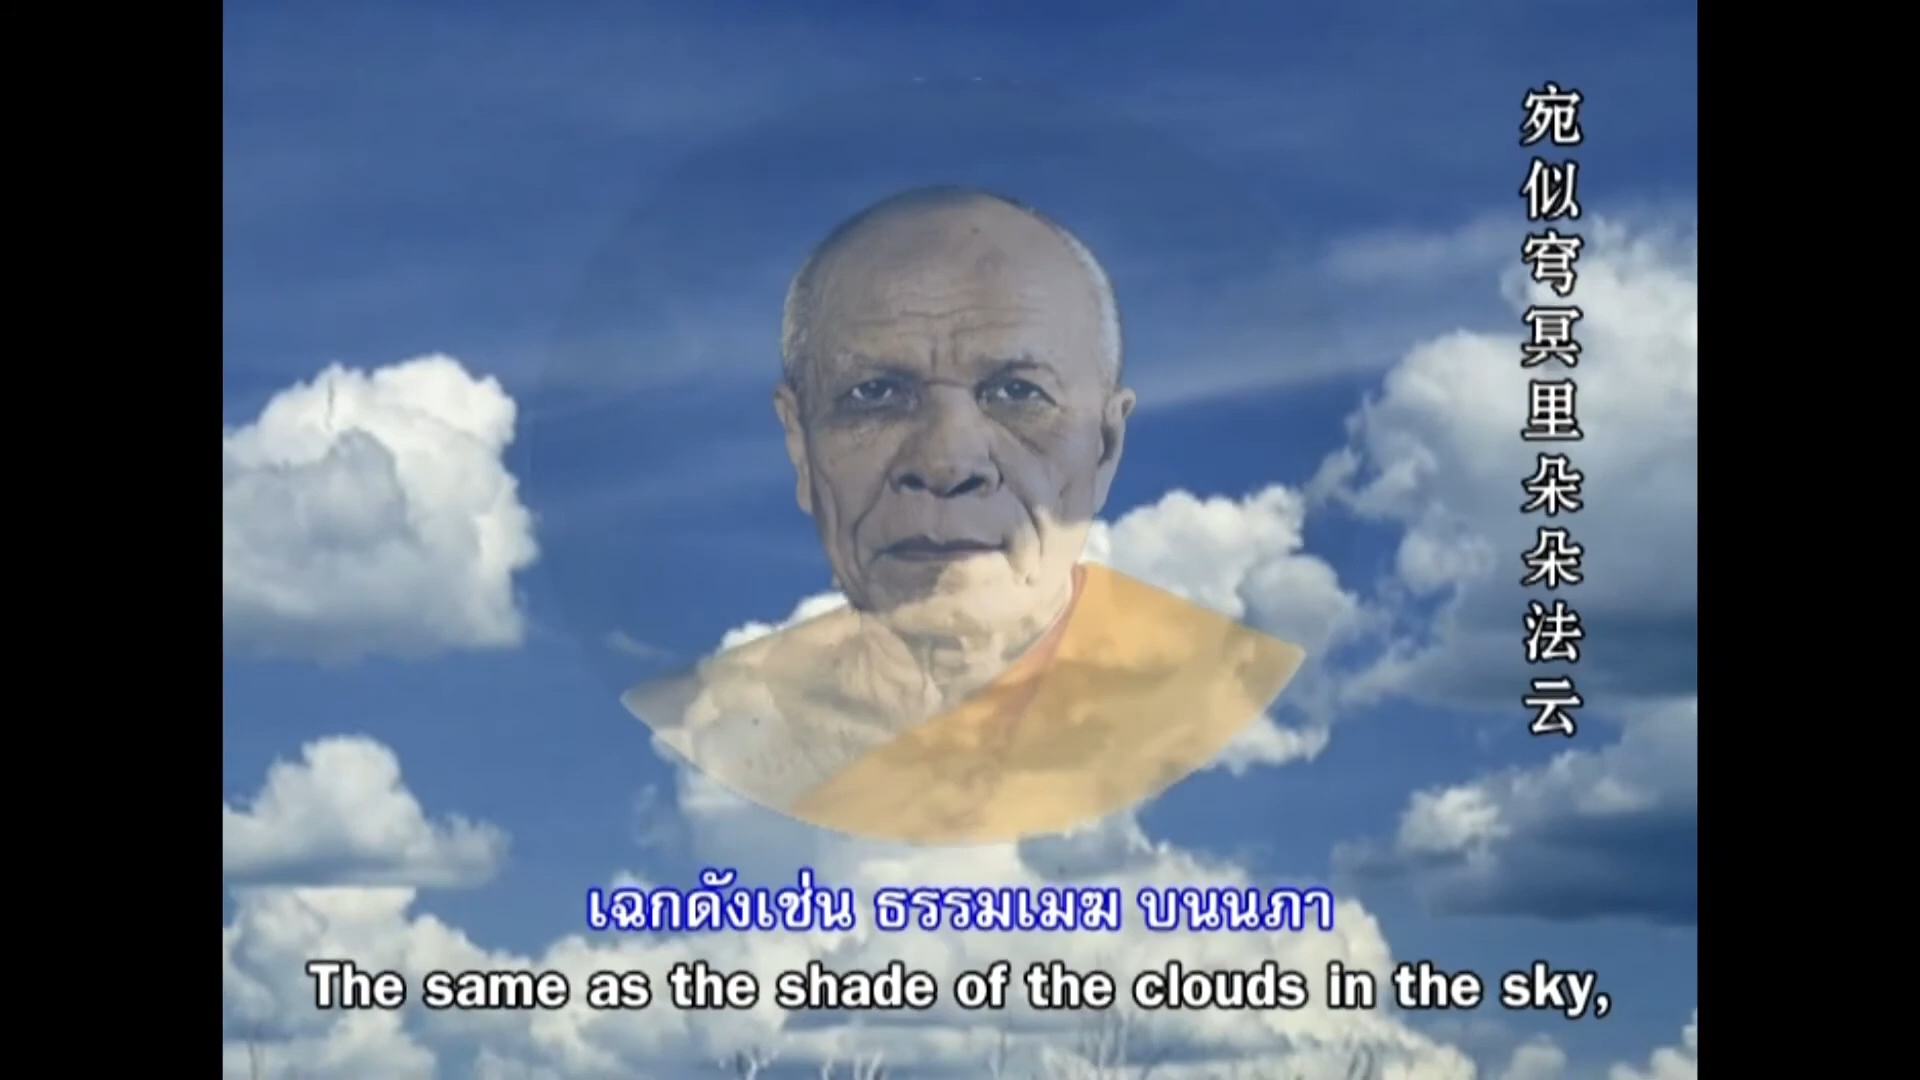 宛似穹冥里朵朵法云
เฉกดังเช่น ธรรมเมฆ บนนภา
The same as the shade of the clouds in the sky,